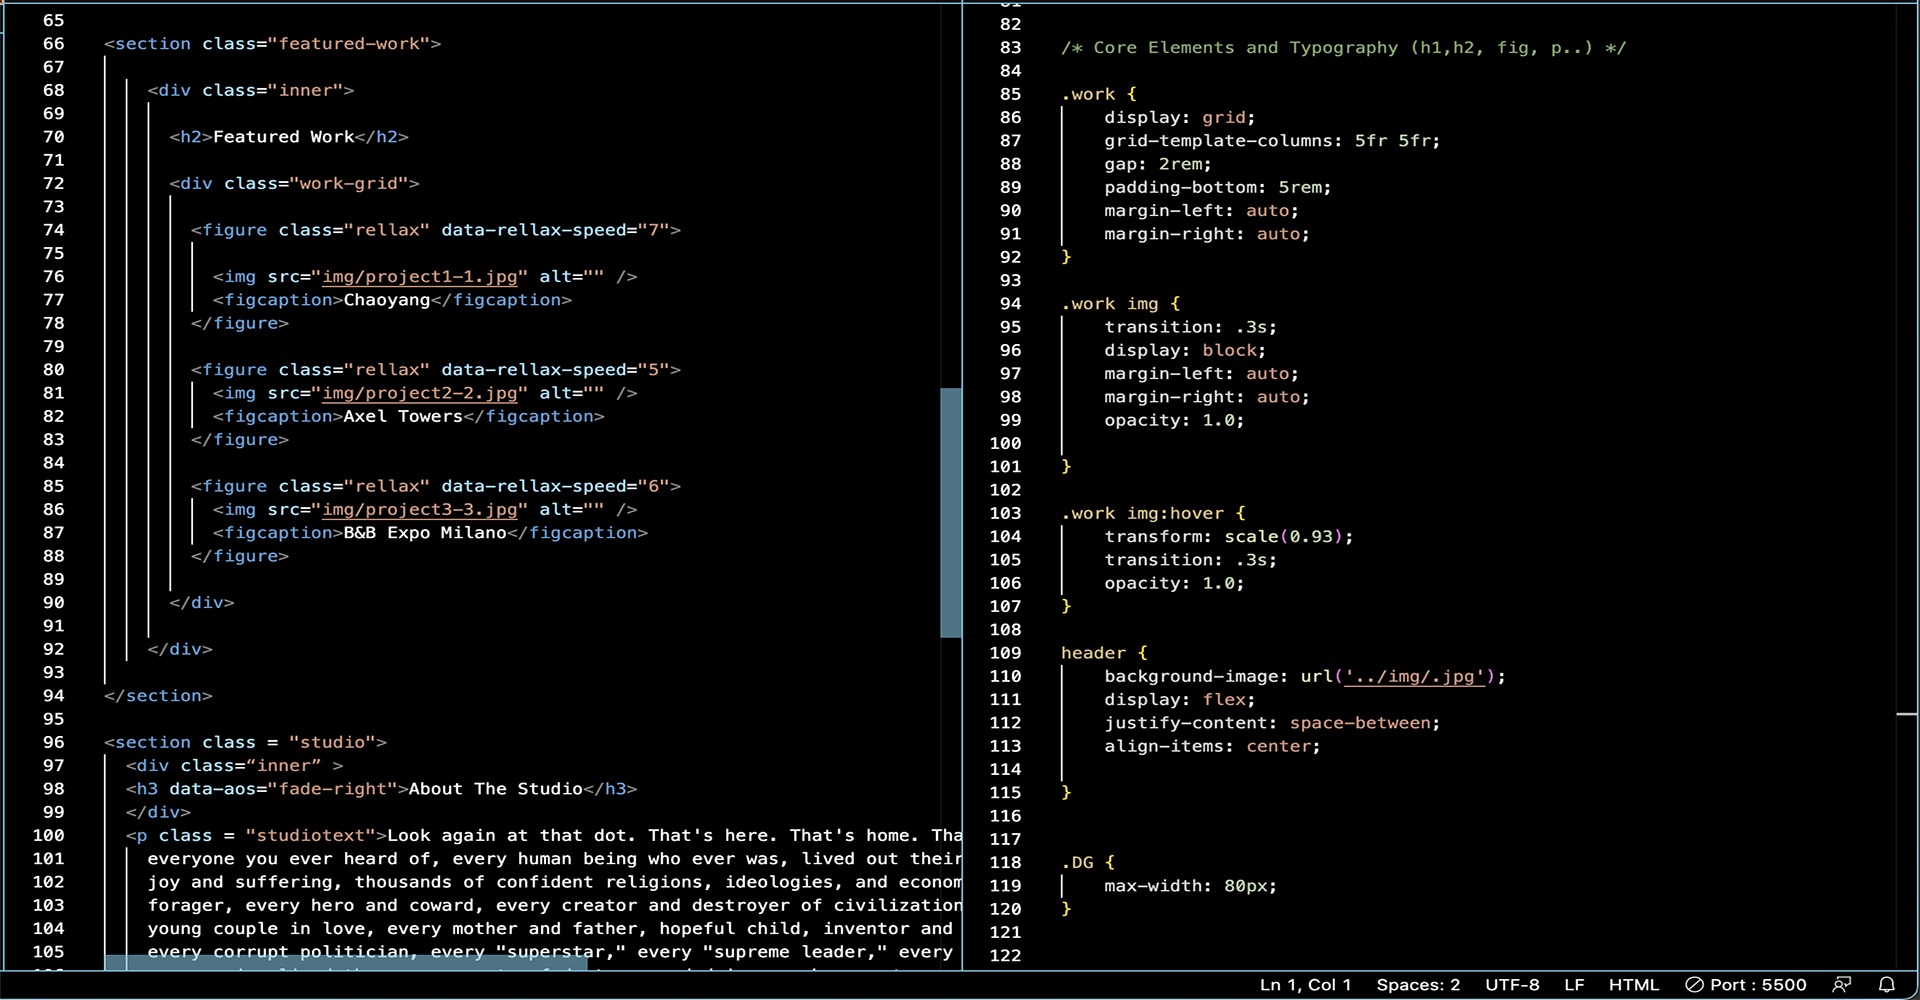 65
66 <section class="featured-work">
67
68 <div class="inner">
69
70 <h2>Featured Work</h2>
71
72 <div class="work-grid">
73
74 <figure class="rellax" data-rellax-speed="7">
75
76 <img src="img/project1-1.jpg" alt="" />
77 <figcaption>Chaoyang</figcaption>
78 </figure>
79
80 <figure class="rellax" data-rellax-speed="5">
81 <img src="img/project2-2.jpg" alt="" />
82 <figcaption>Axel Towers</figcaption>
83 </figure>
84
85 <figure class="rellax" data-rellax-speed="6">
86 <img src="img/project3-3.jpg" alt="" />
87 <figcaption>B&B Expo Milano</figcaption>
88 </figure>
89
90 </div>
91
92 </div>
93
94 </section>
95
96 <section class = "studio">
97 <div class=“inner” >
98 <h3 data-aos="fade-right">About The Studio</h3>
99 </div>
100 <p class = "studiotext">Look again at that dot. That's here. That's home. Tha
101 everyone you ever heard of, every human being who ever was, lived out their
102 joy and suffering, thousands of confident religions, ideologies, and econom
103 forager, every hero and coward, every creator and destroyer of civilization
104 young couple in love, every mother and father, hopeful child, inventor and
105 every corrupt politician, every "superstar," every "supreme leader," every
82
83 /* Core Elements and Typography (h1,h2, fig, p..) */
84
85 .work {
86 display: grid;
87 grid-template-columns: 5fr 5fr;
88 gap: 2rem;
89 padding-bottom: 5rem;
90 margin-left: auto;
91 margin-right: auto;
92 }
93
94 .work img {
95 transition: .3s;
96 display: block;
97 margin-left: auto;
98 margin-right: auto;
99 opacity: 1.0;
100
101 }
102
103 .work img:hover {
104 transform: scale(0.93);
105 transition: .3s;
106 opacity: 1.0;
107 }
108
109 header {
110 background-image: url('../img/.jpg');
111 display: flex;
112 justify-content: space-between;
113 align-items: center;
114
115 }
116
117
118 .DG {
119 max-width: 80px;
120 }
121
122
Ln 1, Col 1 Spaces: 2 UTF-8 LF HTML Port : 5500